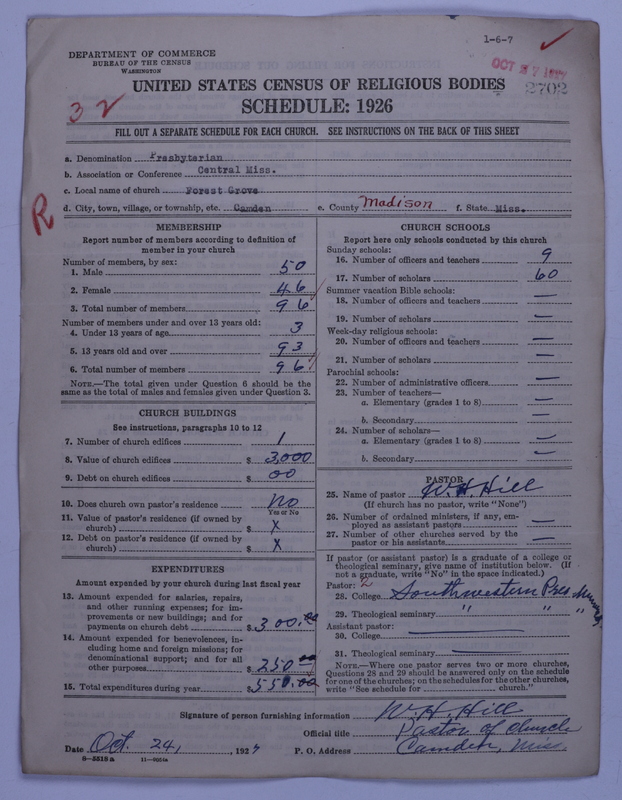 1-6-7
DEPARTMENT OF COMMERCE
BUREAU OF THE CENSUS
WASHINGTON
OCT 27 1927
2702
UNITED STATES CENSUS OF RELIGIOUS BODIES
SCHEDULE: 1926
32
FILL OUT A SEPARATE SCHEDULE FOR EACH CHURCH. SEE INSTRUCTIONS ON THE BACK OF THIS SHEET
a. Denomination Presbyterian
b. Association or Conference Central Miss.
c. Local name of church Forest Grove
d. City, town, village, or township, etc. Camden e. County Madison f. State Miss.
R
MEMBERSHIP
Report number of members according to definition of
member in your church
Number of members, by sex:
1. Male 50
2. Female 46
3. Total number of members 96
Number of members under and over 13 years old:
4. Under 13 years of age 3
5. 13 years old and over 93
6. Total number of members 96
NOTE.—The total given under Question 6 should be the
same as the total of males and females given under Question 3.
CHURCH BUILDINGS
See instructions, paragraphs 10 to 12
7. Number of church edifices 1
8. Value of church edifices $ 3,000
9. Debt on church edifices $ 00
10. Does church own pastor's residence No
Yes or No
11. Value of pastor's residence (if owned by
church) $ X
12. Debt on pastor's residence (if owned by
church) $ X
EXPENDITURES
Amount expended by your church during last fiscal year
13. Amount expended for salaries, repairs,
and other running expenses; for im-
provements or new buildings; and for
payments on church debt $ 300.00
14. Amount expended for benevolences, in-
cluding home and foreign missions; for
denominational support; and for all
other purposes $ 250.00
15. Total expenditures during year $ 550.00
CHURCH SCHOOLS
Report here only schools conducted by this church
Sunday schools:
16. Number of officers and teachers 9
17. Number of scholars 60
Summer vacation Bible schools:
18. Number of officers and teachers —
19. Number of scholars —
Week-day religious schools:
20. Number of officers and teachers —
21. Number of scholars —
Parochial schools:
22. Number of administrative officers —
23. Number of teachers—
a. Elementary (grades 1 to 8) —
b. Secondary —
24. Number of scholars—
a. Elementary (grades 1 to 8) —
b. Secondary —
PASTOR
25. Name of pastor W.H. Hill
(If church has no pastor, write "None")
26. Number of ordained ministers, if any, em-
ployed as assistant pastors —
27. Number of other churches served by the
pastor or his assistants —
If pastor (or assistant pastor) is a graduate of a college or
theological seminary, give name of institution below. (If
not a graduate, write "No" in the space indicated.)
Pastor: 2
28. College Southwestern Pres
29. Theological seminary " " "
Assistant pastor:
30. College
31. Theological seminary
NOTE.—Where one pastor serves two or more churches,
Questions 28 and 29 should be answered only on the schedule
for one of the churches; on the schedules for the other churches,
write "See schedule for church."
Signature of person furnishing information W. H. Hill
Official title Pastor of church
Date Oct. 24, 1927 P. O. Address Camden, Miss.
8—5518a 11—9951a